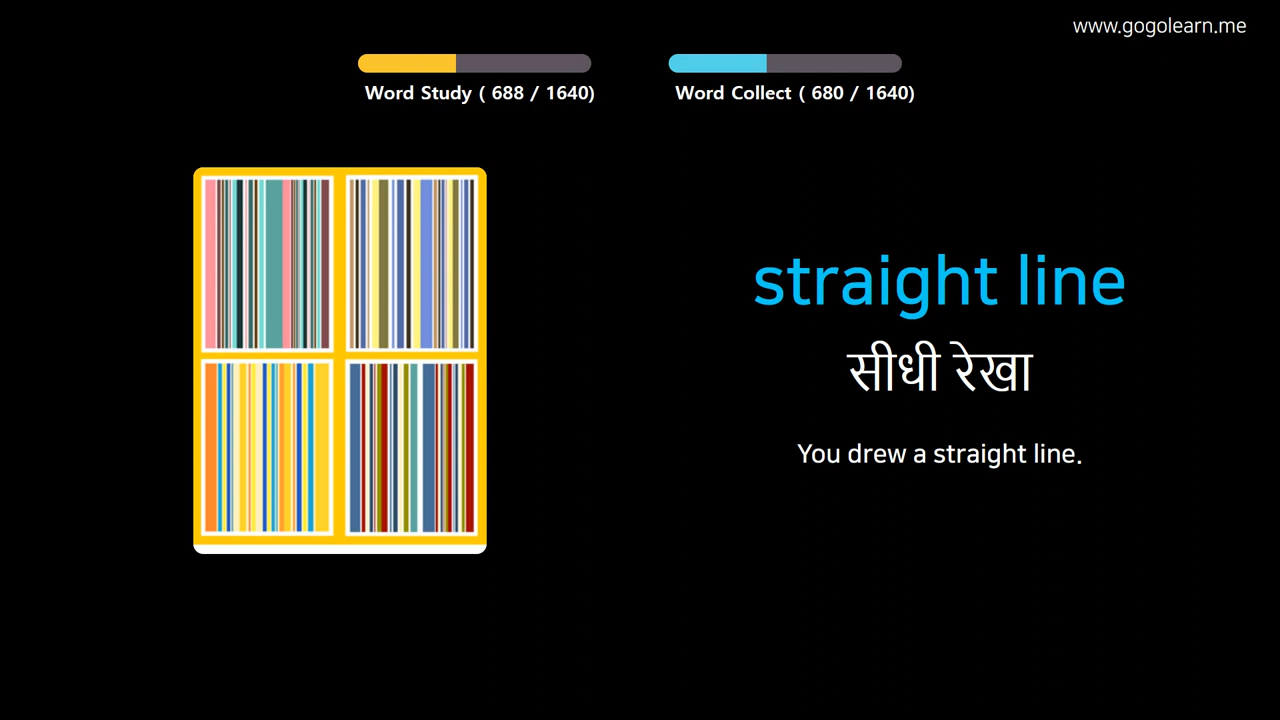 www.gogolearn.me
Word Study ( 688 / 1640)
Word Collect ( 680 / 1640)
straight line
सीधी रेखा
You drew a straight line.